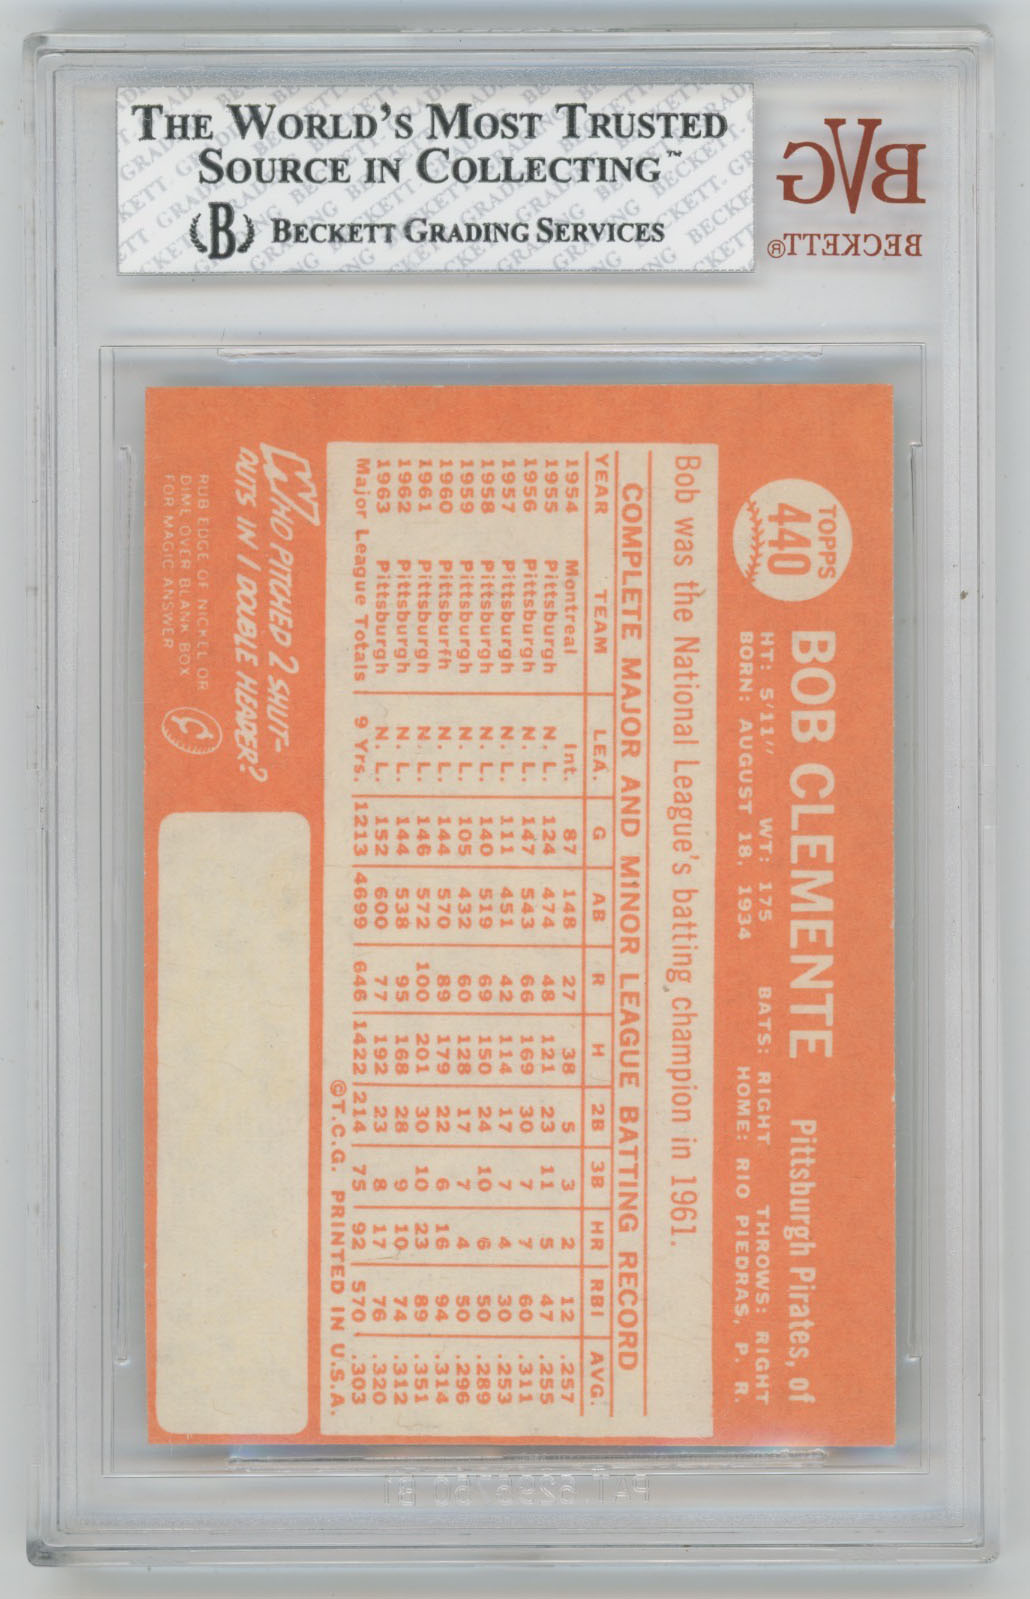 THE WORLD'S MOST TRUSTED
SOURCE IN COLLECTING™
B BECKETT GRADING SERVICES
BVG
BECKETT®
TOPPS
440
BOB CLEMENTE Pittsburgh Pirates, of
HT: 5'11" WT: 175 BATS: RIGHT THROWS: RIGHT
BORN: AUGUST 18, 1934 HOME: RIO PIEDRAS, P. R.
Bob was the National League's batting champion in 1961.
COMPLETE MAJOR AND MINOR LEAGUE BATTING RECORD
YEAR TEAM LEA. G AB R H 2B 3B HR RBI AVG.
1954 Montreal Int. 87 148 27 38 5 3 2 12 .257
1955 Pittsburgh N. L. 124 474 48 121 23 11 5 47 .255
1956 Pittsburgh N. L. 147 543 66 169 30 7 7 60 .311
1957 Pittsburgh N. L. 111 451 42 114 17 7 4 30 .253
1958 Pittsburgh N. L. 140 519 69 150 24 10 6 50 .289
1959 Pittsburgh N. L. 105 432 60 128 17 7 4 50 .296
1960 Pittsburfh N. L. 144 570 89 179 22 6 16 94 .314
1961 Pittsburgh N. L. 146 572 100 201 30 10 23 89 .351
1962 Pittsburgh N. L. 144 538 95 168 28 9 10 74 .312
1963 Pittsburgh N. L. 152 600 77 192 23 8 17 76 .320
Major League Totals 9 Yrs. 1213 4699 646 1422 214 75 92 570 .303
©T.C.G. PRINTED IN U.S.A.
WHO PITCHED 2 SHUT-
OUTS IN 1 DOUBLE HEADER?
RUB EDGE OF NICKEL OR
DIME OVER BLANK BOX
FOR MAGIC ANSWER